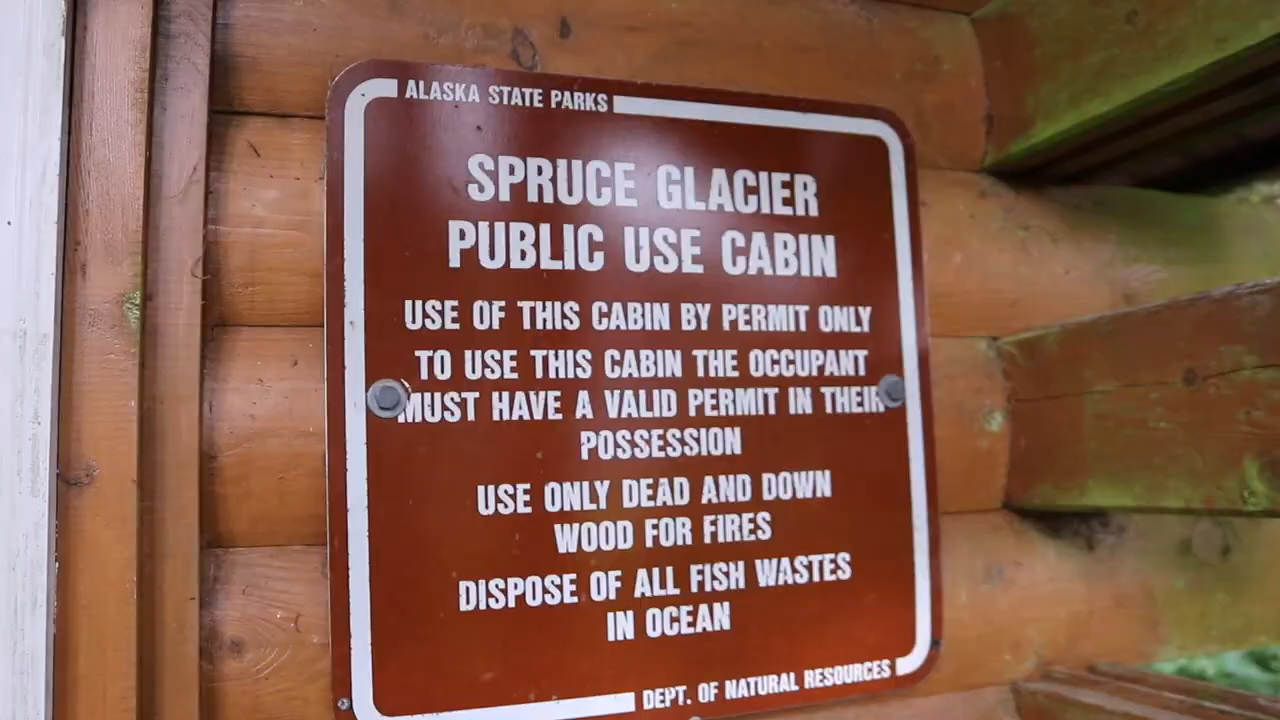 ALASKA STATE PARKS
SPRUCE GLACIER
PUBLIC USE CABIN
USE OF THIS CABIN BY PERMIT ONLY
TO USE THIS CABIN THE OCCUPANT
MUST HAVE A VALID PERMIT IN THEIR
POSSESSION
USE ONLY DEAD AND DOWN
WOOD FOR FIRES
DISPOSE OF ALL FISH WASTES
IN OCEAN
DEPT. OF NATURAL RESOURCES